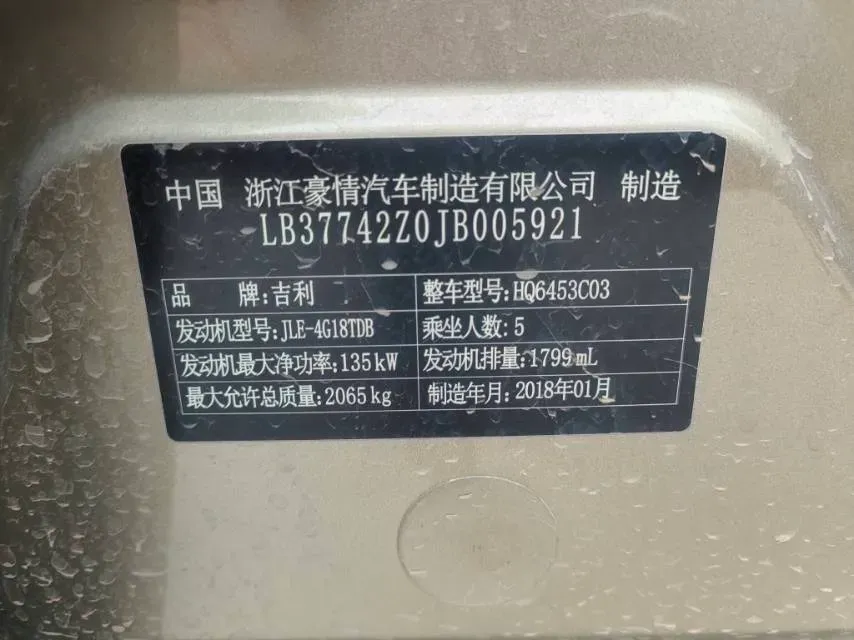 中国 浙江豪情汽车制造有限公司 制造
LB37742Z0JB005921
品 牌:吉利 整车型号:HQ6453C03
发动机型号:JLE-4G18TDB 乘坐人数:5
发动机最大净功率:135kW 发动机排量:1799mL
最大允许总质量:2065kg 制造年月:2018年01月